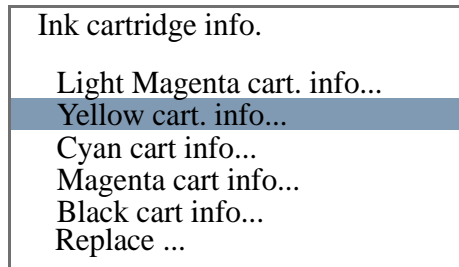 Ink cartridge info.
Light Magenta cart. info...
Yellow cart. info...
Cyan cart info...
Magenta cart info...
Black cart info...
Replace ...